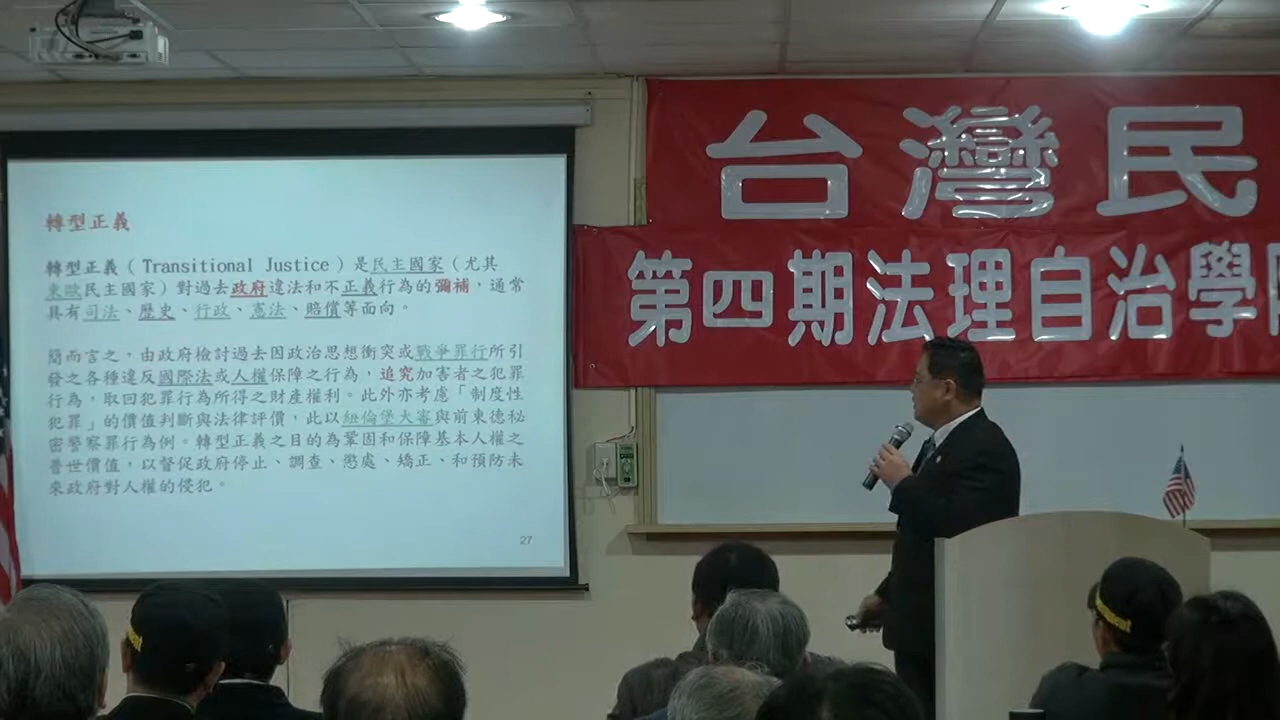 轉型正義
轉型正義（Transitional Justice）是民主國家（尤其
東歐民主國家）對過去政府違法和不正義行為的彌補，通常
具有司法、歷史、行政、憲法、賠償等面向。
簡而言之，由政府檢討過去因政治思想衝突或戰爭罪行所引
發之各種違反國際法或人權保障之行為，追究加害者之犯罪
行為，取回犯罪行為所得之財產權利。此外亦考慮「制度性
犯罪」的價值判斷與法律評價，此以紐倫堡大審與前東德秘
密警察罪行為例。轉型正義之目的為鞏固和保障基本人權之
普世價值，以督促政府停止、調查、懲處、矯正、和預防未
來政府對人權的侵犯。
27
台灣民
第四期法理自治學院